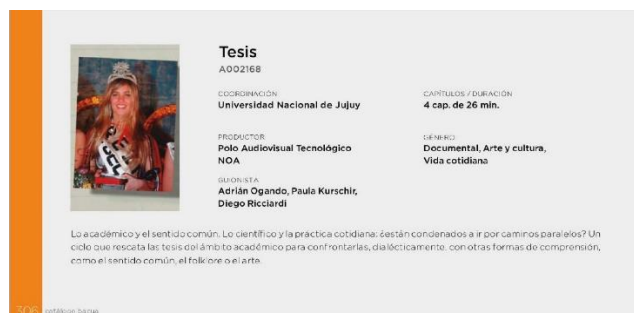 Tesis
A002168
COORDINACIÓN
Universidad Nacional de Jujuy
CAPÍTULOS / DURACIÓN
4 cap. de 26 min.
PRODUCTOR
Polo Audiovisual Tecnológico
NOA
GÉNERO
Documental, Arte y cultura,
Vida cotidiana
GUIONISTA
Adrián Ogando, Paula Kurschir,
Diego Ricciardi
Lo académico y el sentido común. Lo científico y la práctica cotidiana: ¿están condenados a ir por caminos paralelos? Un
ciclo que rescata las tesis del ámbito académico para confrontarlas, dialécticamente, con otras formas de comprensión,
como el sentido común, el folklore o el arte.
306 catálogo bacua